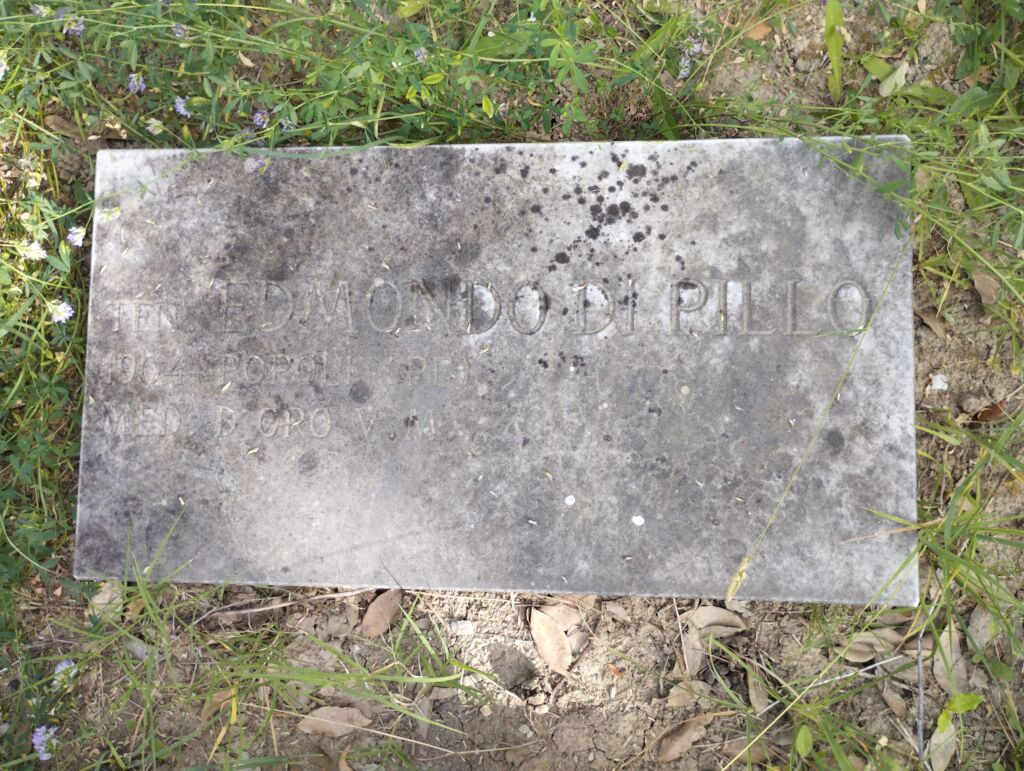 TEN. EDMONDO DI PILLO
1904 POPOLI (PE)
MED. D'ORO V. M.